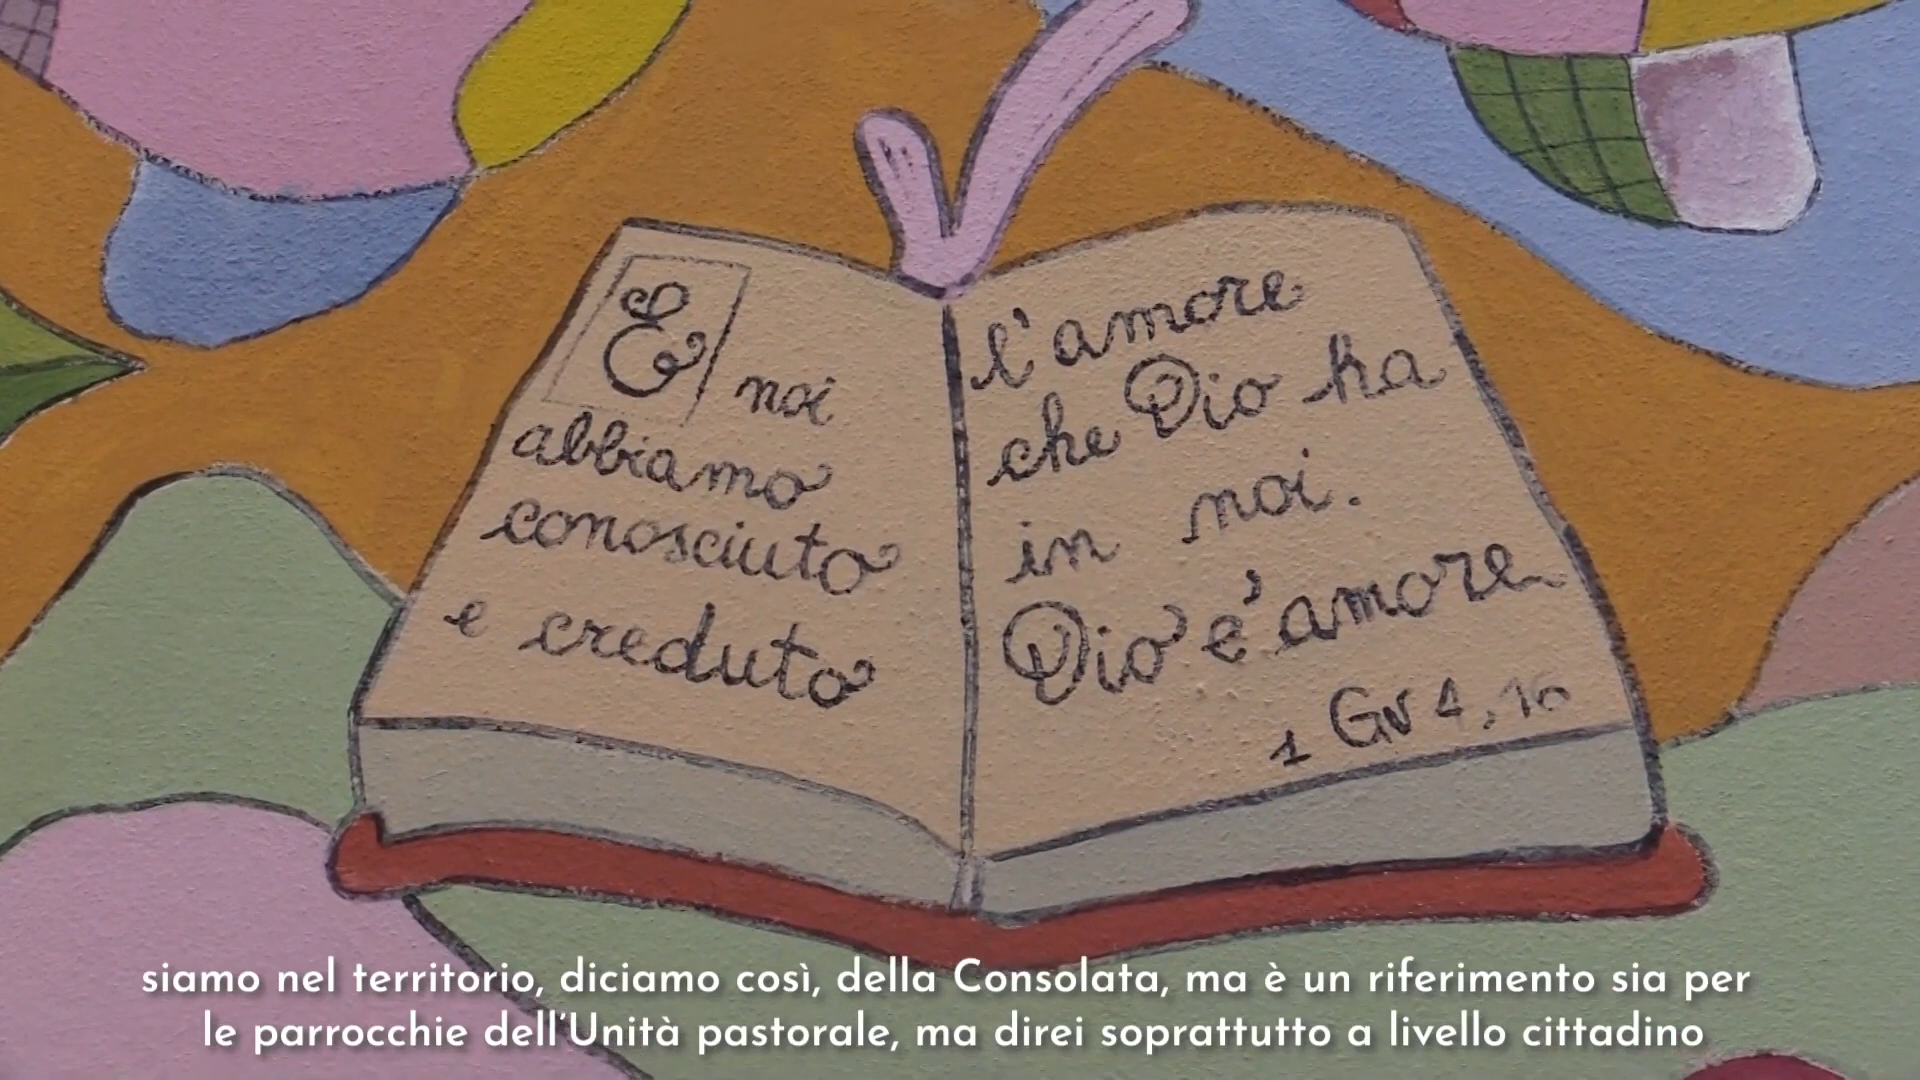 E noi
abbiamo
conosciuto
e creduto
l'amore
che Dio ha
in noi.
Dio è amore
1 Gv 4,16
siamo nel territorio, diciamo così, della Consolata, ma è un riferimento sia per
le parrocchie dell'Unità pastorale, ma direi soprattutto a livello cittadino